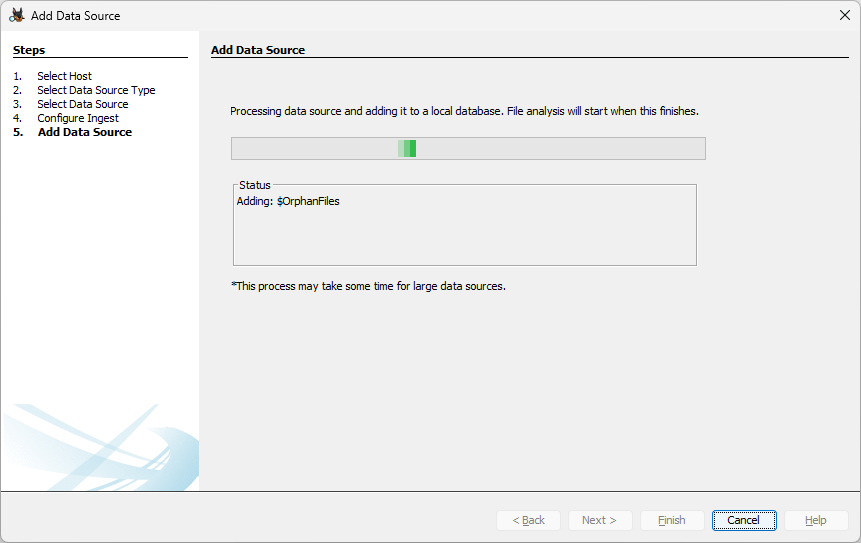 Add Data Source
Steps
1. Select Host
2. Select Data Source Type
3. Select Data Source
4. Configure Ingest
5. Add Data Source
Add Data Source
Processing data source and adding it to a local database. File analysis will start when this finishes.
Status
Adding: $OrphanFiles
*This process may take some time for large data sources.
< Back
Next >
Finish
Cancel
Help